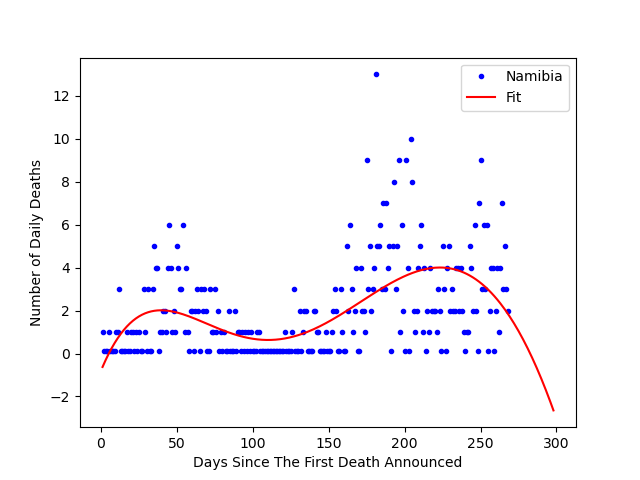 Namibia
Fit
12
10
8
6
4
2
0
−2
0 50 100 150 200 250 300
Number of Daily Deaths
Days Since The First Death Announced